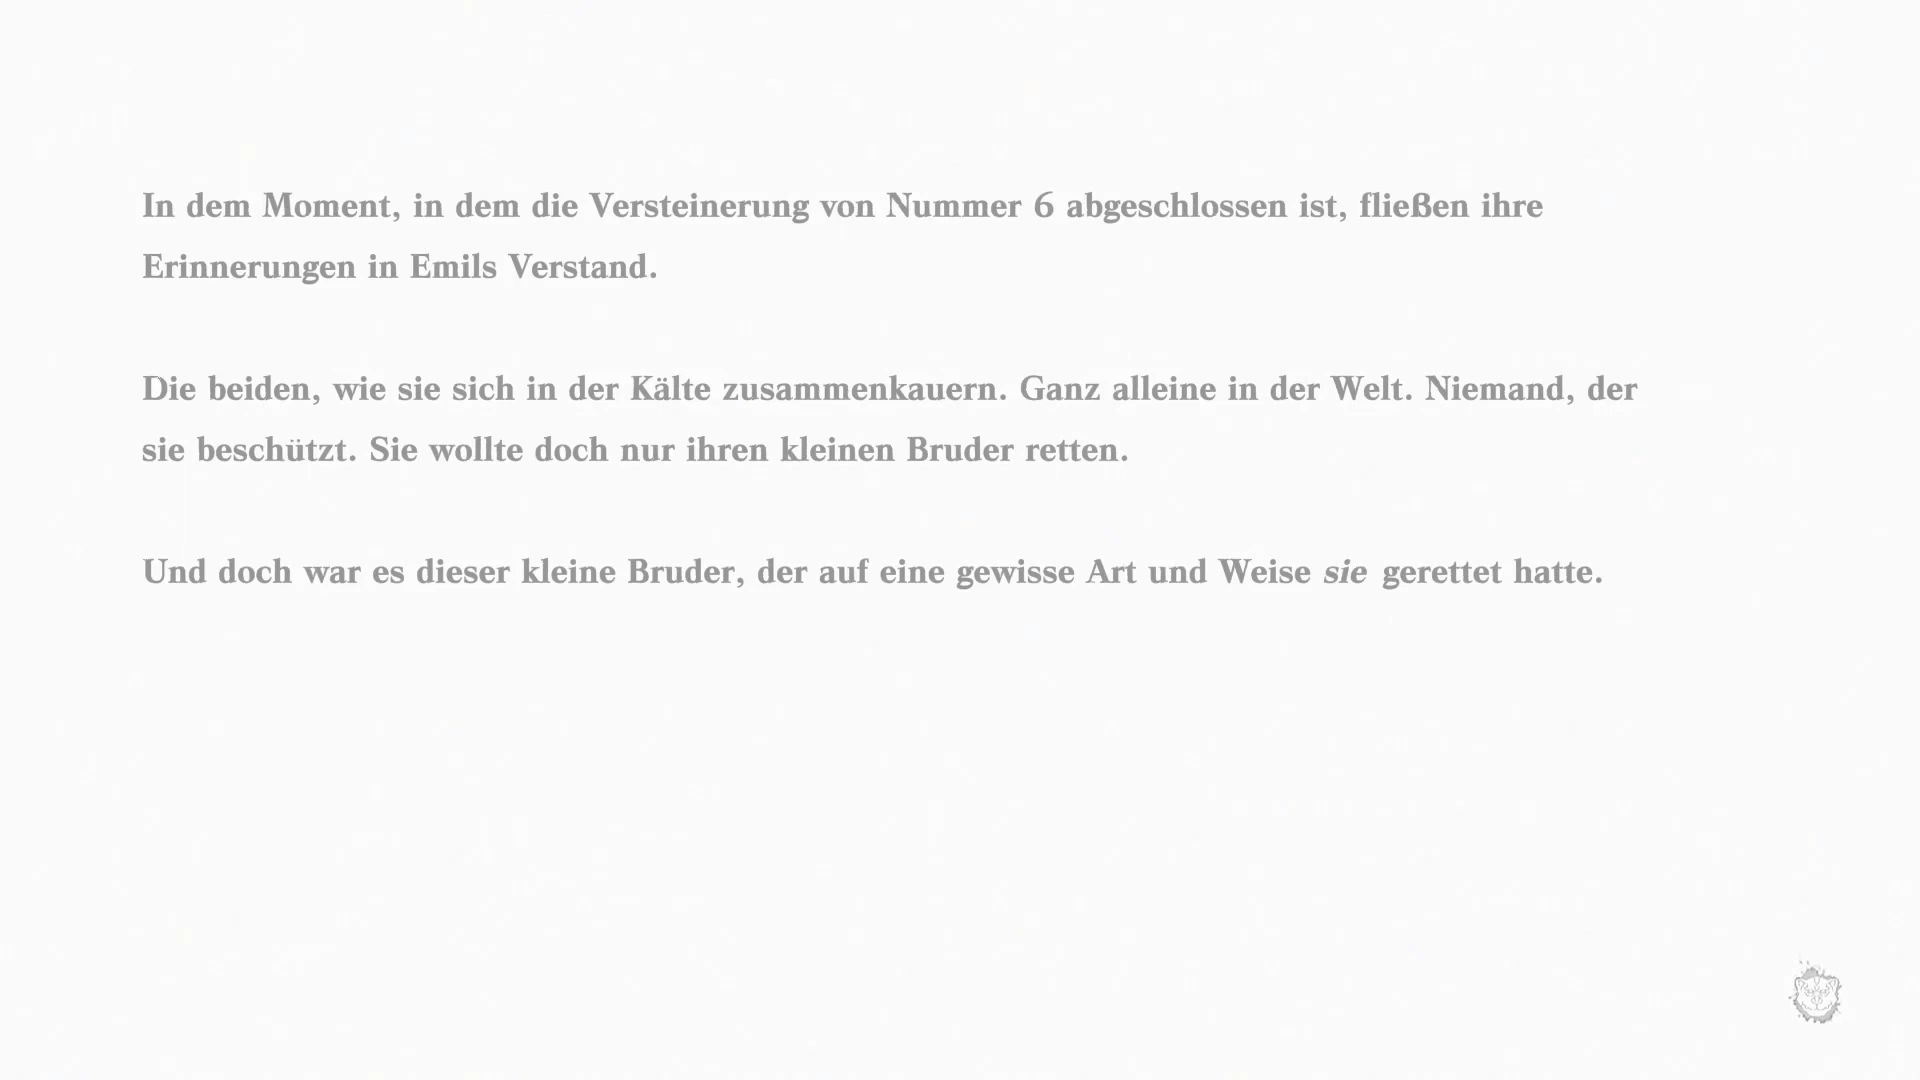 In dem Moment, in dem die Versteinerung von Nummer 6 abgeschlossen ist, fließen ihre
Erinnerungen in Emils Verstand.
Die beiden, wie sie sich in der Kälte zusammenkauern. Ganz alleine in der Welt. Niemand, der
sie beschützt. Sie wollte doch nur ihren kleinen Bruder retten.
Und doch war es dieser kleine Bruder, der auf eine gewisse Art und Weise sie gerettet hatte.